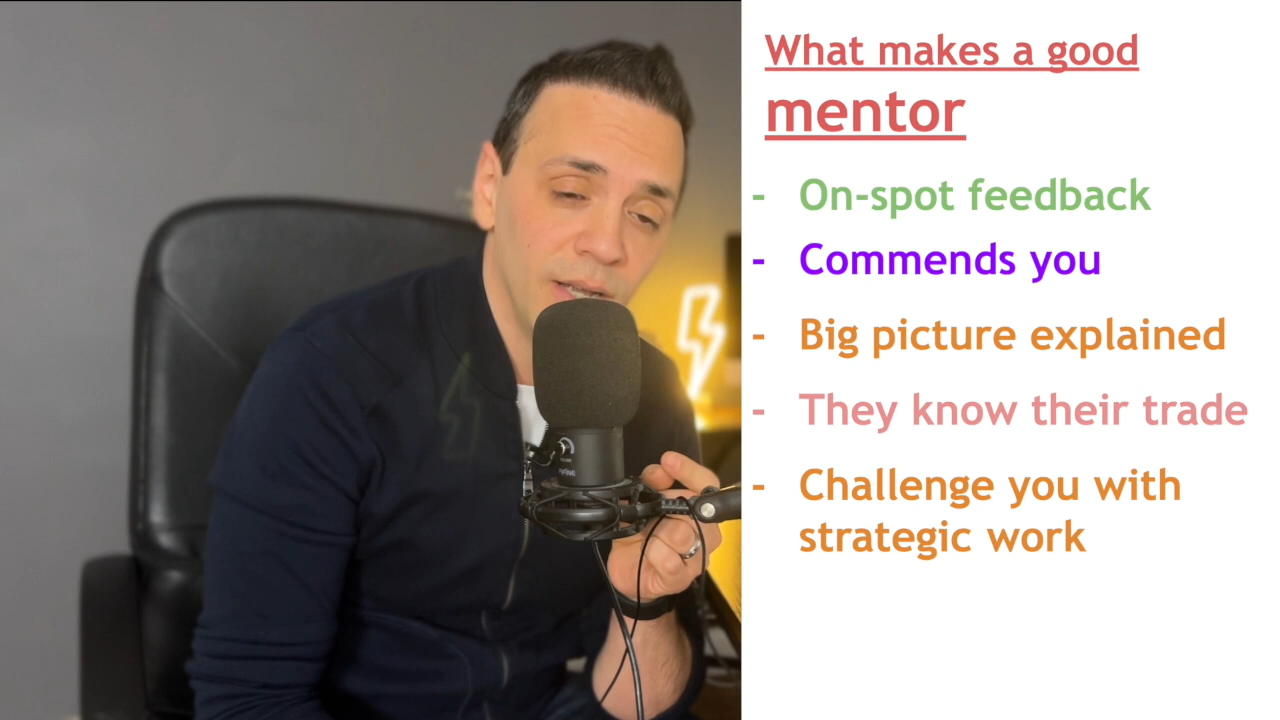 What makes a good
mentor
- On-spot feedback
- Commends you
- Big picture explained
- They know their trade
- Challenge you with
strategic work